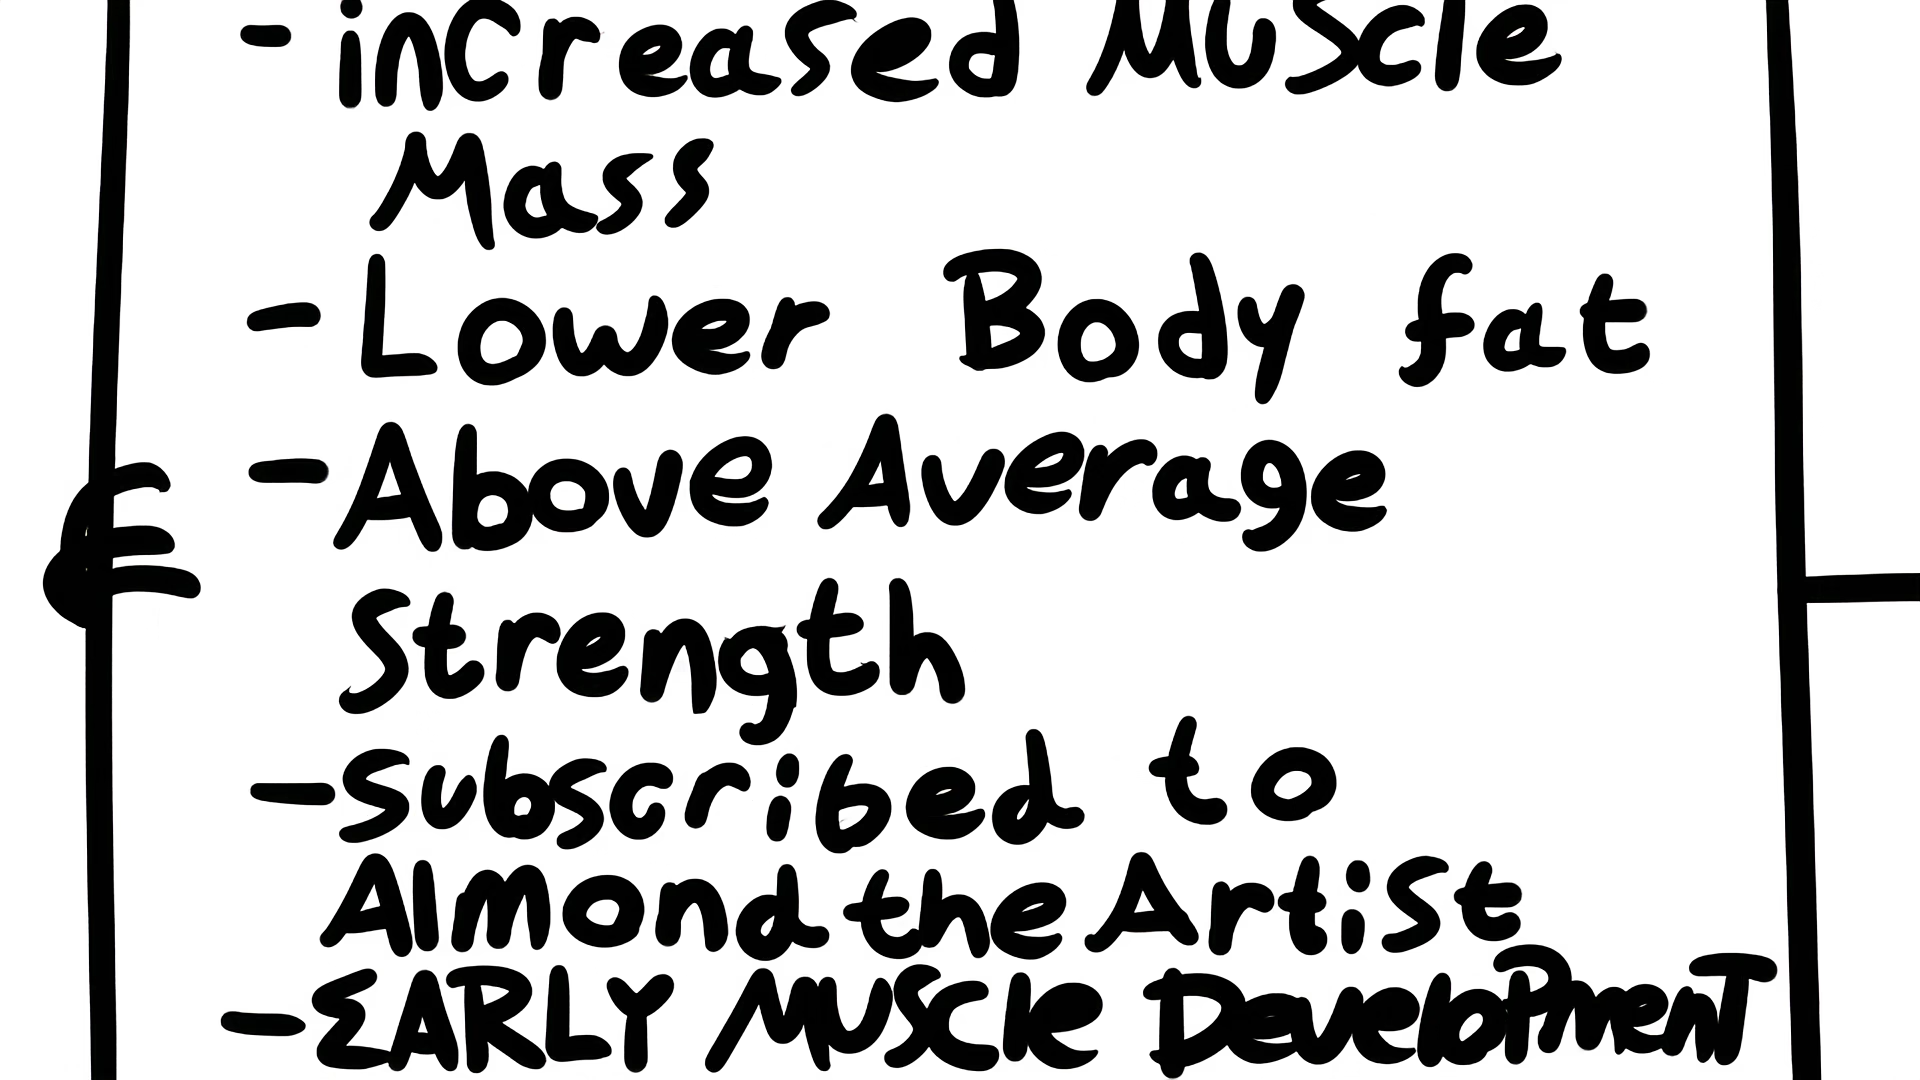 - increased Muscle
Mass
- Lower Body fat
- Above Average
Strength
- Subscribed to
Almond the Artist
- EARLY MUSCle DevelOPmenT